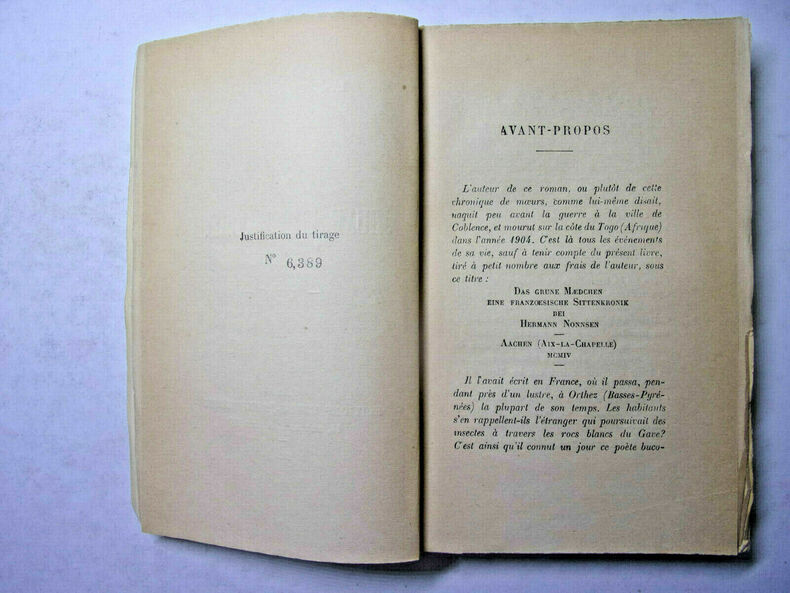 Justification du tirage
N° 6,389
AVANT-PROPOS
L'auteur de ce roman, ou plutôt de cette
chronique de mœurs, comme lui-même disait,
naquit peu avant la guerre à la ville de
Coblence, et mourut sur la côte du Togo (Afrique)
dans l'année 1904. C'est là tous les événements
de sa vie, sauf à tenir compte du présent livre,
tiré à petit nombre aux frais de l'auteur, sous
ce titre :
DAS GRUNE MÆDCHEN
EINE FRANZŒSISCHE SITTENKRONIK
BEI
HERMANN NONNSEN
AACHEN (AIX-LA-CHAPELLE)
MCMIV
Il l'avait écrit en France, où il passa, pen-
dant près d'un lustre, à Orthez (Basses-Pyré-
nées) la plupart de son temps. Les habitants
s'en rappellent-ils l'étranger qui poursuivait des
insectes à travers les rocs blancs du Gave?
C'est ainsi qu'il connut un jour ce poète buco-